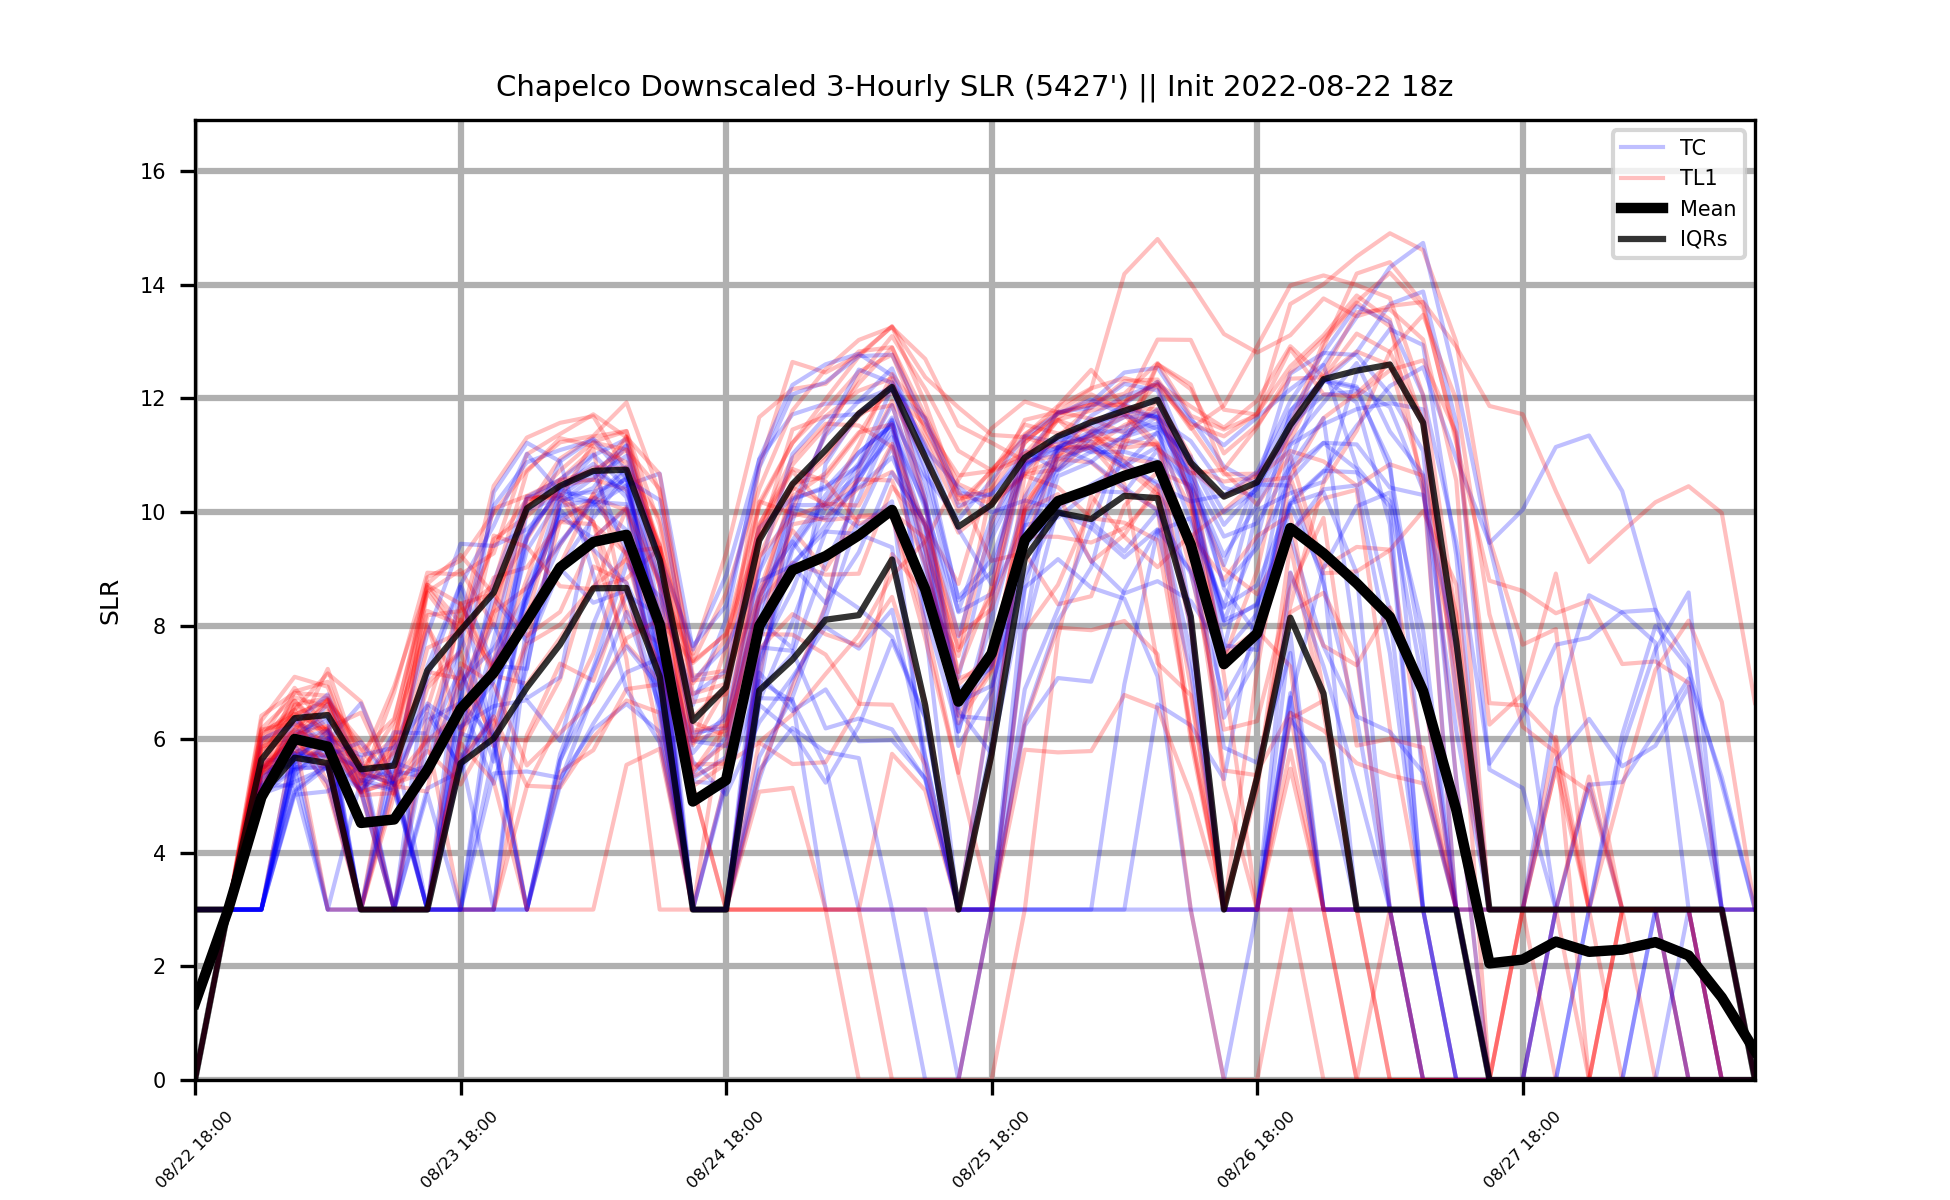 Chapelco Downscaled 3-Hourly SLR (5427') || Init 2022-08-22 18z
TC
TL1
Mean
IQRs
SLR
16
14
12
10
8
6
4
2
0
08/22 18:00
08/23 18:00
08/24 18:00
08/25 18:00
08/26 18:00
08/27 18:00